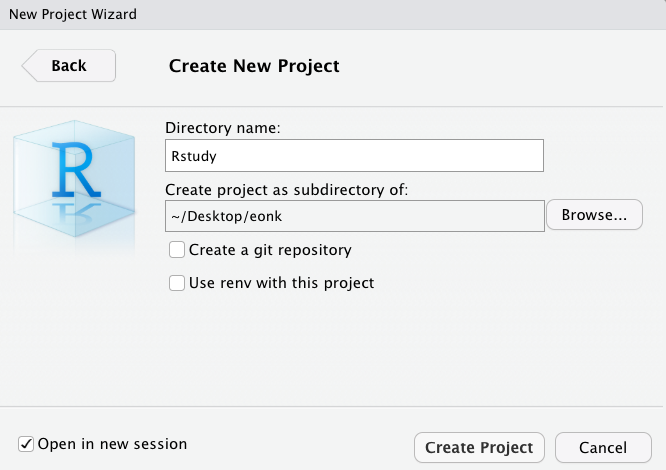 New Project Wizard
Back
Create New Project
R
Directory name:
Rstudy
Create project as subdirectory of:
~/Desktop/eonk
Browse...
Create a git repository
Use renv with this project
Open in new session
Create Project
Cancel